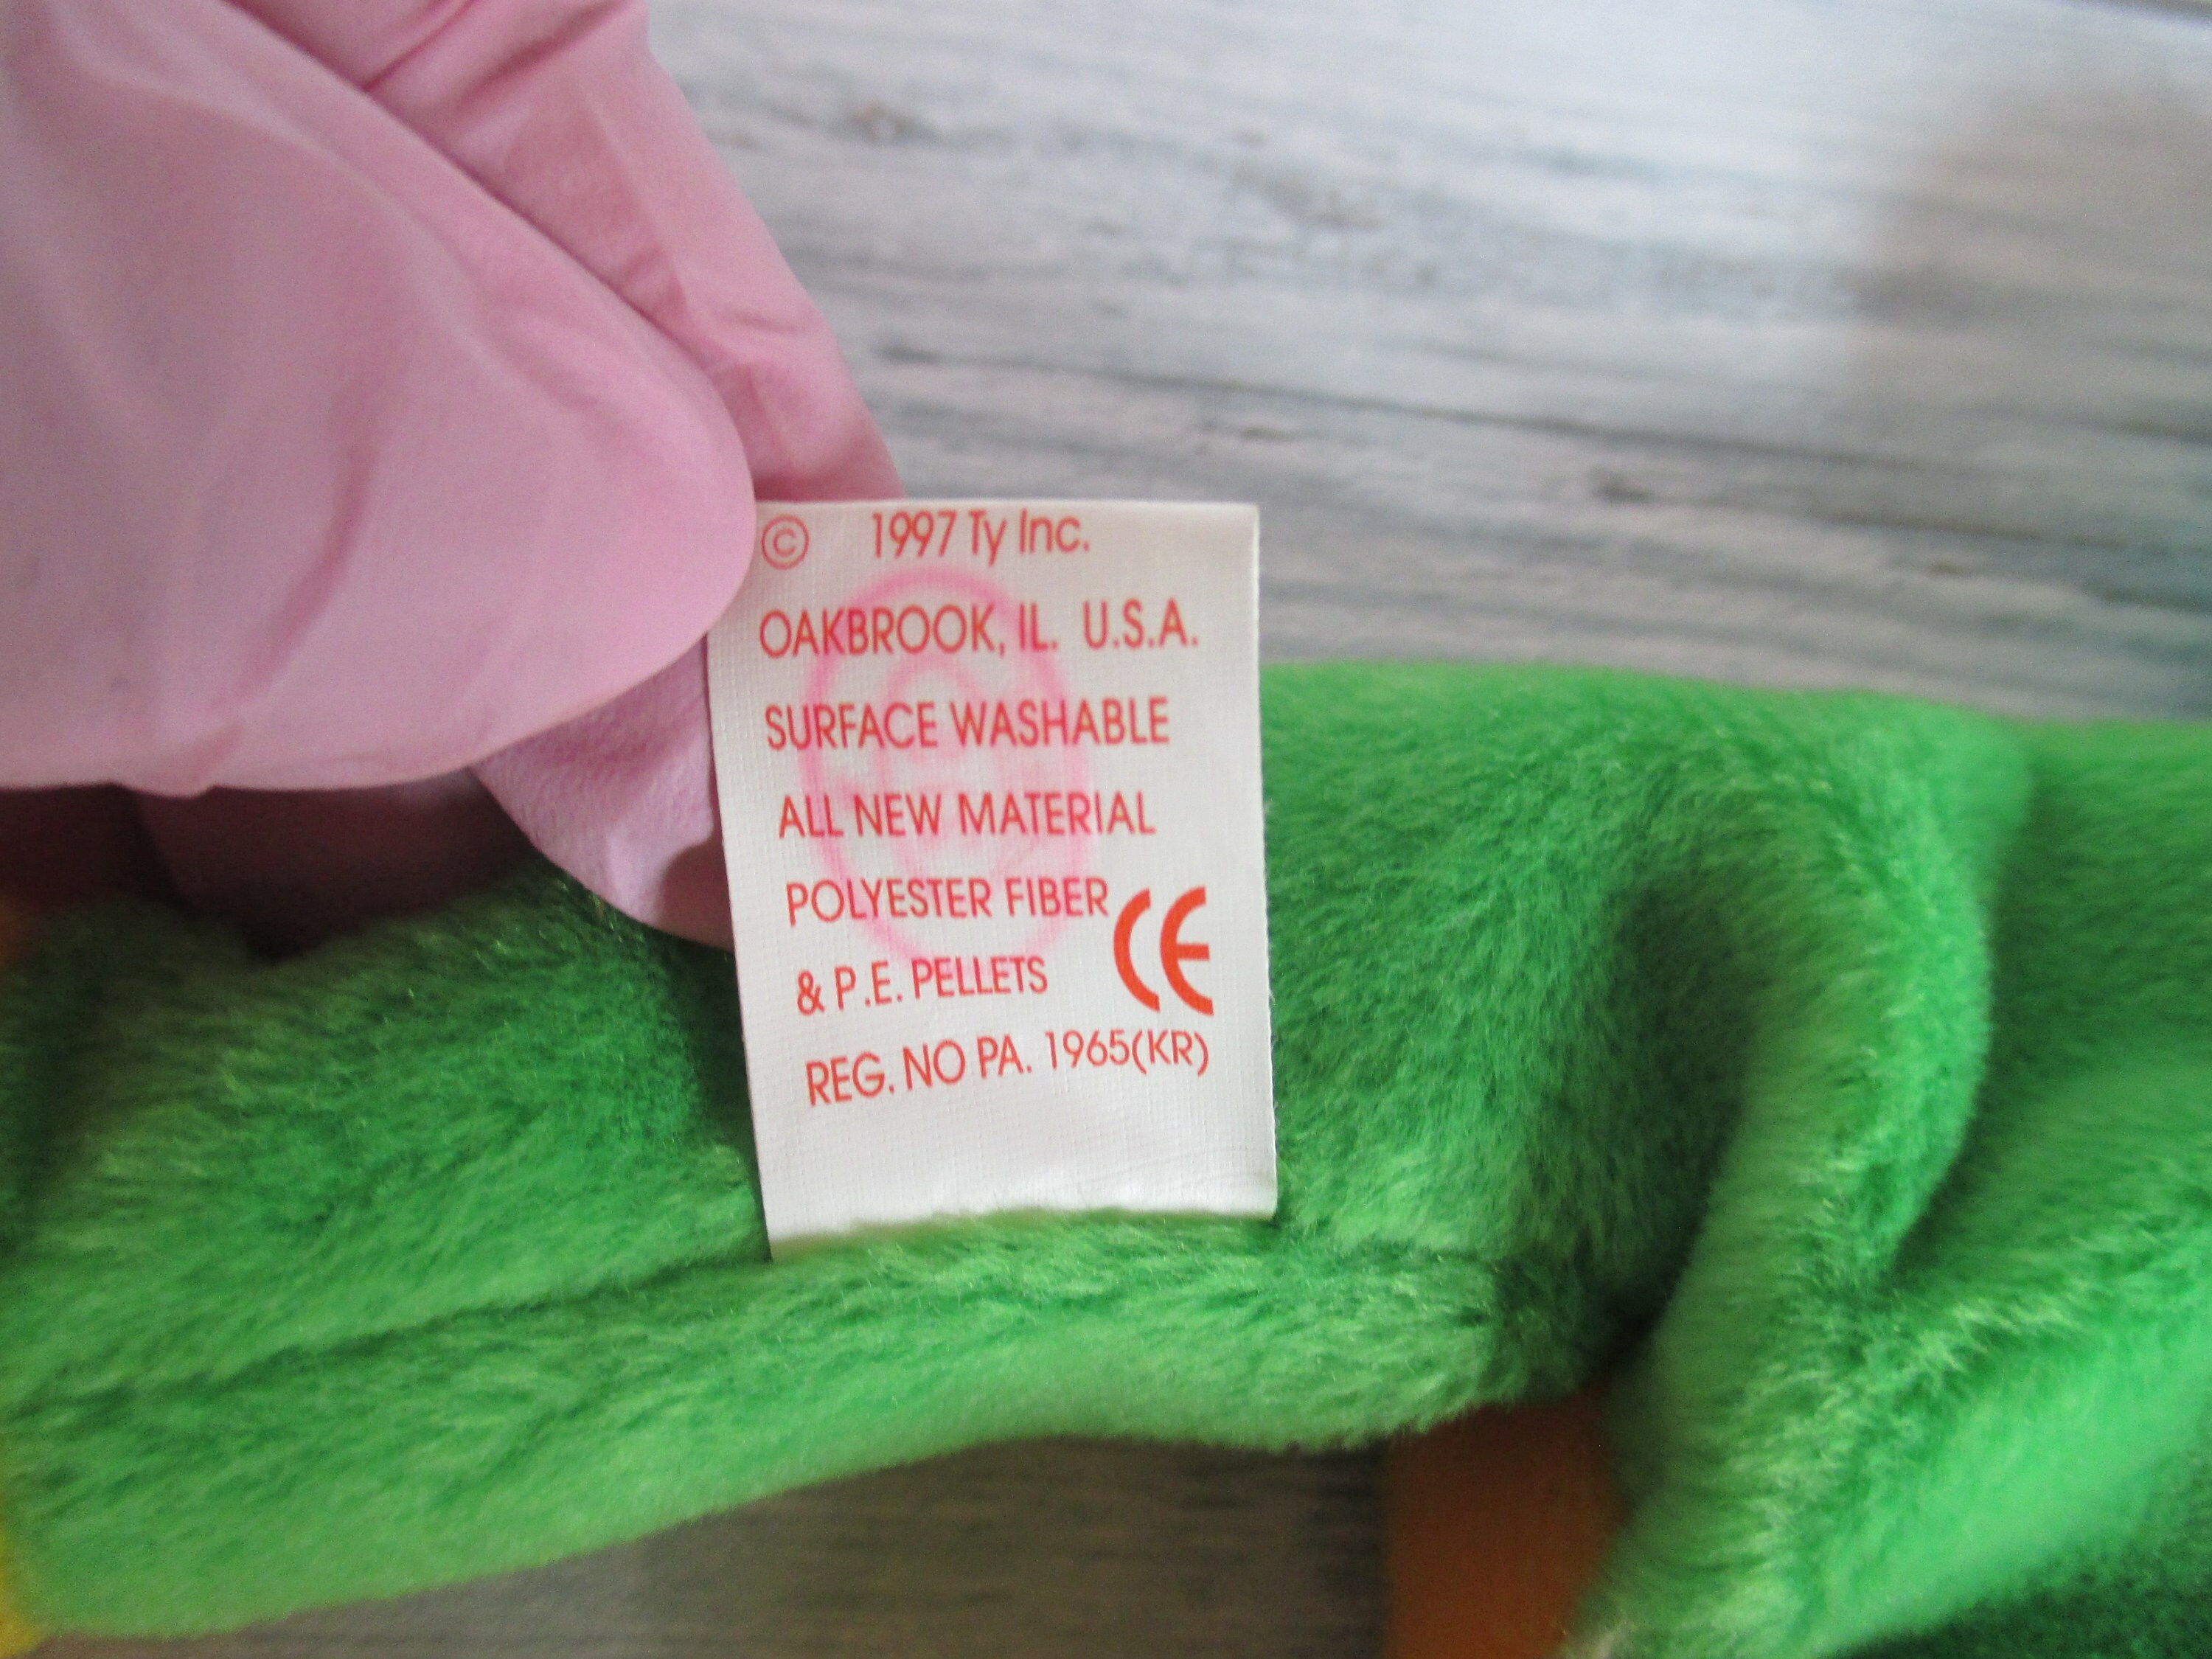 © 1997 Ty Inc.
OAKBROOK, IL. U.S.A.
SURFACE WASHABLE
ALL NEW MATERIAL
POLYESTER FIBER
& P.E. PELLETS CE
REG. NO PA. 1965(KR)